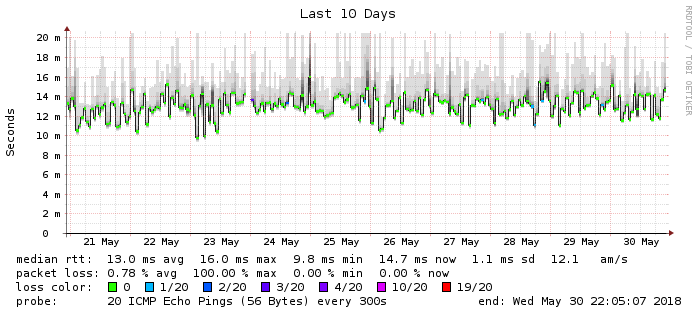 Last 10 Days
RRDTOOL / TOBI OETIKER
Seconds
20 m
18 m
16 m
14 m
12 m
10 m
8 m
6 m
4 m
2 m
0
21 May 22 May 23 May 24 May 25 May 26 May 27 May 28 May 29 May 30 May
median rtt: 13.0 ms avg 16.0 ms max 9.8 ms min 14.7 ms now 1.1 ms sd 12.1 am/s
packet loss: 0.78 % avg 100.00 % max 0.00 % min 0.00 % now
loss color: 0 1/20 2/20 3/20 4/20 10/20 19/20
probe: 20 ICMP Echo Pings (56 Bytes) every 300s end: Wed May 30 22:05:07 2018